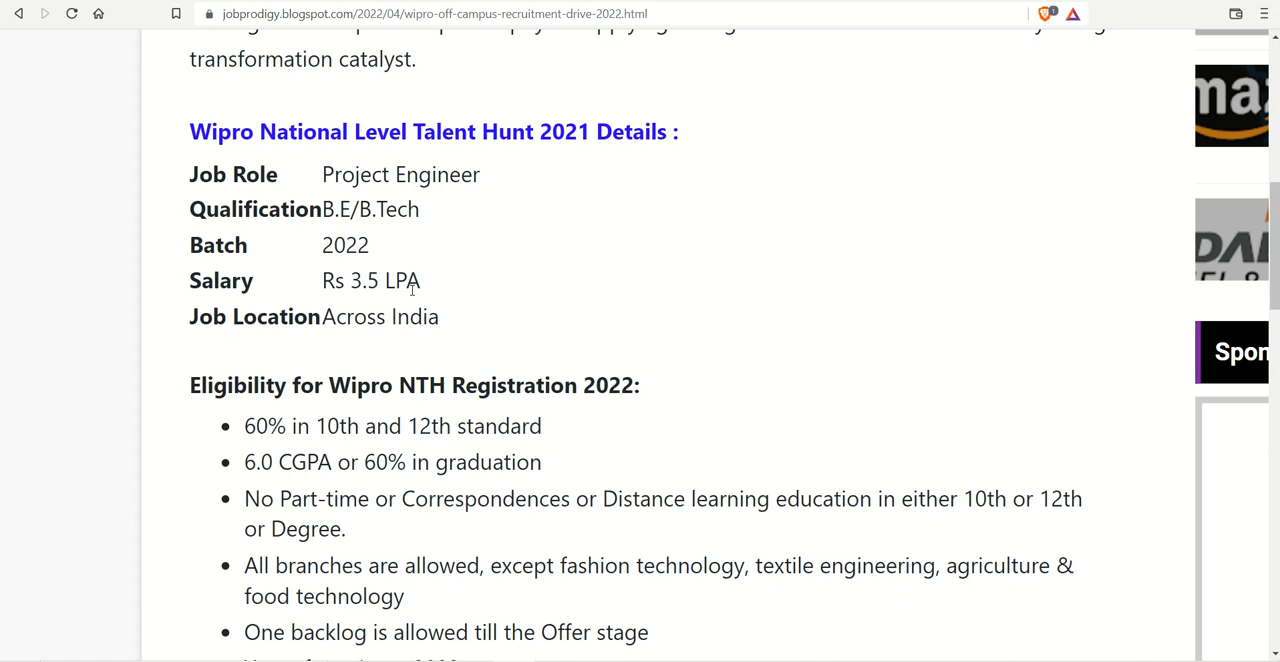 jobprodigy.blogspot.com/2022/04/wipro-off-campus-recruitment-drive-2022.html
transformation catalyst.
Wipro National Level Talent Hunt 2021 Details :
Job Role Project Engineer
Qualification B.E/B.Tech
Batch 2022
Salary Rs 3.5 LPA
Job Location Across India
Eligibility for Wipro NTH Registration 2022:
60% in 10th and 12th standard
6.0 CGPA or 60% in graduation
No Part-time or Correspondences or Distance learning education in either 10th or 12th
or Degree.
All branches are allowed, except fashion technology, textile engineering, agriculture &
food technology
One backlog is allowed till the Offer stage
maz
DA
Spon